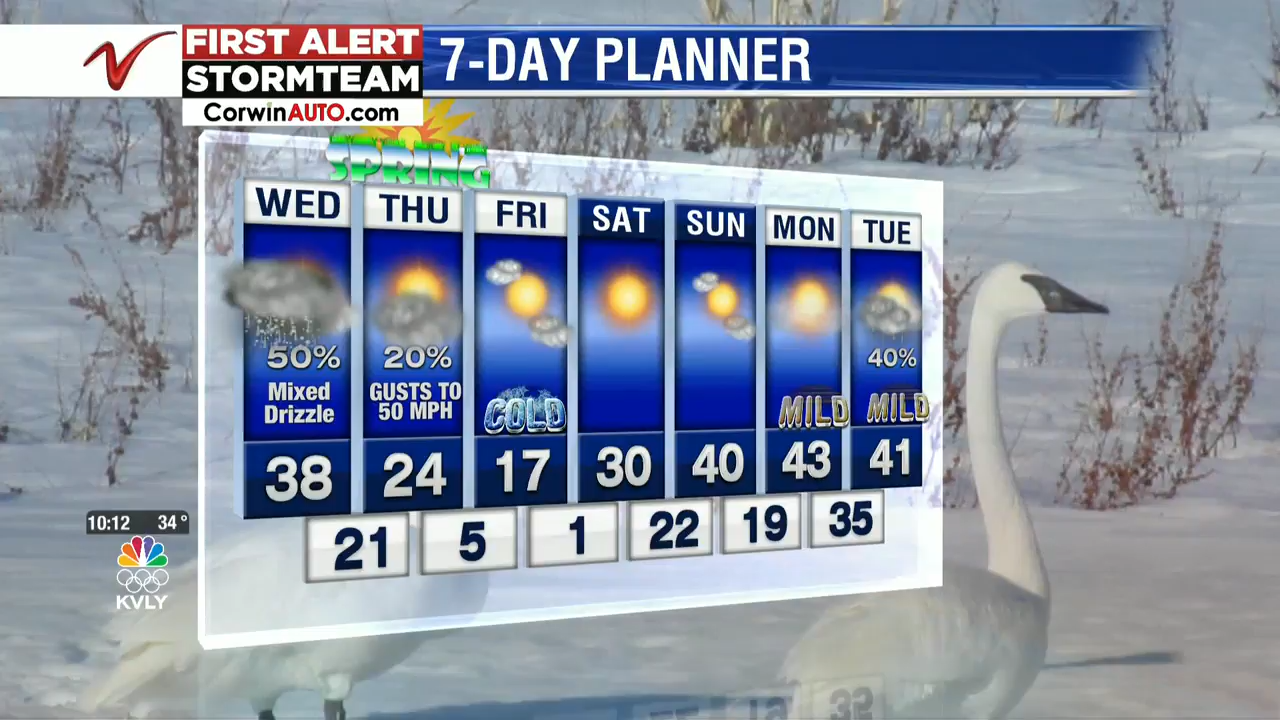 FIRST ALERT
STORMTEAM
CorwinAUTO.com
7-DAY PLANNER
SPRING
WED THU FRI SAT SUN MON TUE
50% 20% 40%
Mixed
Drizzle
GUSTS TO
50 MPH
COLD MILD MILD
38 24 17 30 40 43 41
21 5 1 22 19 35
10:12 34°
KVLY